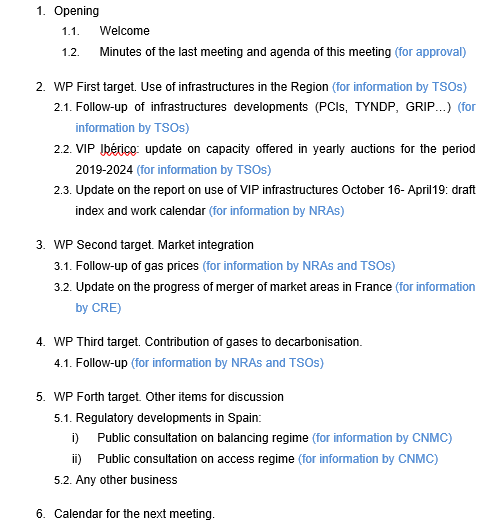 1. Opening
1.1. Welcome
1.2. Minutes of the last meeting and agenda of this meeting (for approval)
2. WP First target. Use of infrastructures in the Region (for information by TSOs)
2.1. Follow-up of infrastructures developments (PCIs, TYNDP, GRIP…) (for
information by TSOs)
2.2. VIP Ibérico: update on capacity offered in yearly auctions for the period
2019-2024 (for information by TSOs)
2.3. Update on the report on use of VIP infrastructures October 16- April19: draft
index and work calendar (for information by NRAs)
3. WP Second target. Market integration
3.1. Follow-up of gas prices (for information by NRAs and TSOs)
3.2. Update on the progress of merger of market areas in France (for information
by CRE)
4. WP Third target. Contribution of gases to decarbonisation.
4.1. Follow-up (for information by NRAs and TSOs)
5. WP Forth target. Other items for discussion
5.1. Regulatory developments in Spain:
i) Public consultation on balancing regime (for information by CNMC)
ii) Public consultation on access regime (for information by CNMC)
5.2. Any other business
6. Calendar for the next meeting.